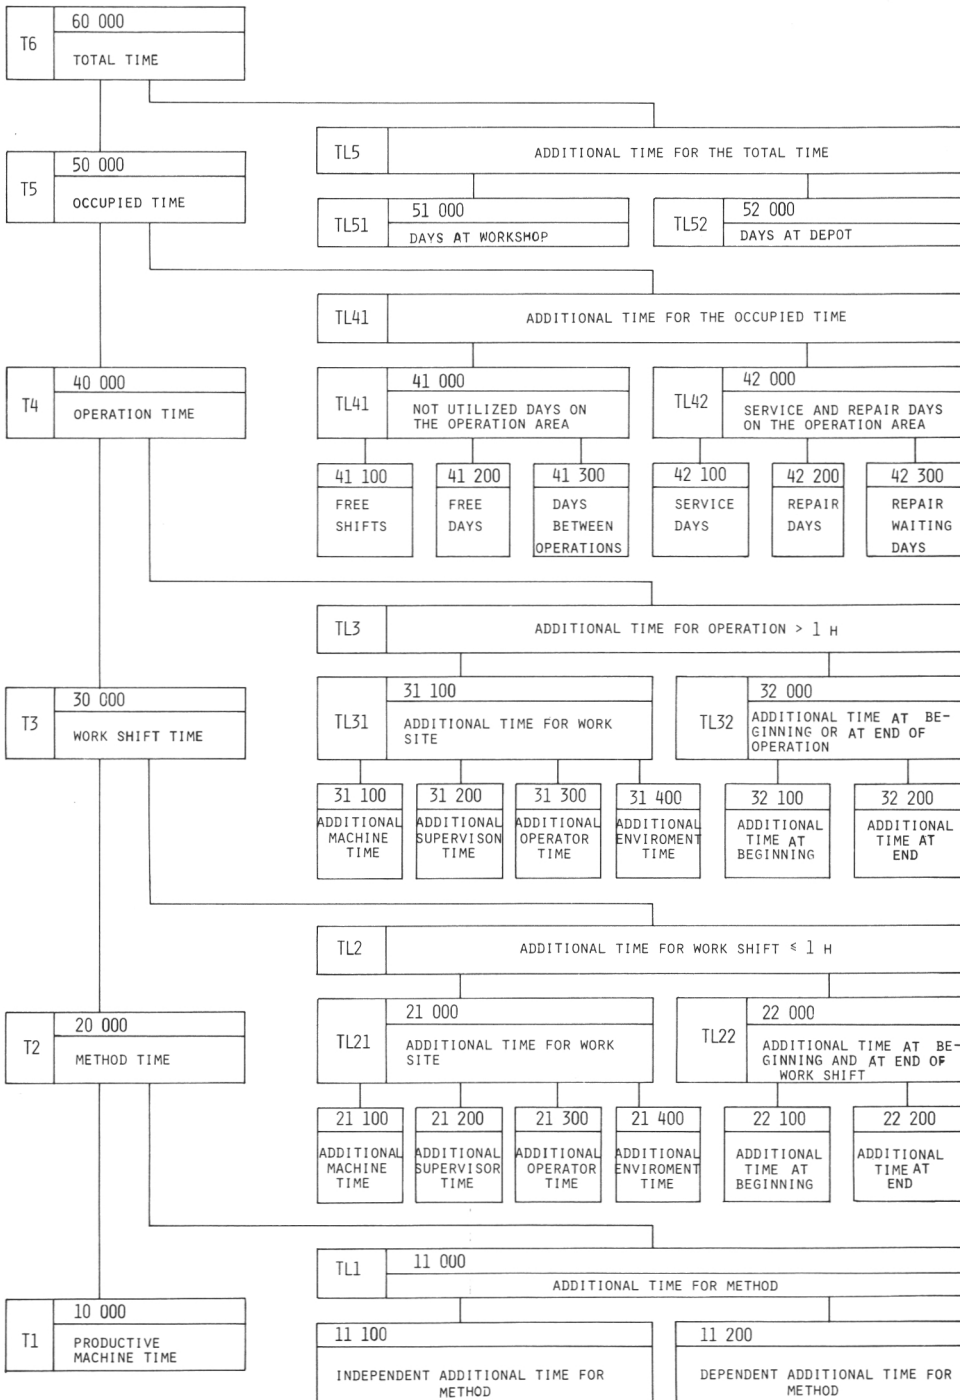 60 000
T6
TOTAL TIME
TL5
ADDITIONAL TIME FOR THE TOTAL TIME
50 000
T5
OCCUPIED TIME
51 000
TL51
DAYS AT WORKSHOP
52 000
TL52
DAYS AT DEPOT
TL41
ADDITIONAL TIME FOR THE OCCUPIED TIME
40 000
T4
OPERATION TIME
41 000
TL41
NOT UTILIZED DAYS ON
THE OPERATION AREA
42 000
TL42
SERVICE AND REPAIR DAYS
ON THE OPERATION AREA
41 100
FREE
SHIFTS
41 200
FREE
DAYS
41 300
DAYS
BETWEEN
OPERATIONS
42 100
SERVICE
DAYS
42 200
REPAIR
DAYS
42 300
REPAIR
WAITING
DAYS
TL3
ADDITIONAL TIME FOR OPERATION > 1 H
30 000
T3
WORK SHIFT TIME
31 100
TL31
ADDITIONAL TIME FOR WORK
SITE
32 000
TL32
ADDITIONAL TIME AT BE-
GINNING OR AT END OF
OPERATION
31 100
ADDITIONAL
MACHINE
TIME
31 200
ADDITIONAL
SUPERVISON
TIME
31 300
ADDITIONAL
OPERATOR
TIME
31 400
ADDITIONAL
ENVIROMENT
TIME
32 100
ADDITIONAL
TIME AT
BEGINNING
32 200
ADDITIONAL
TIME AT
END
TL2
ADDITIONAL TIME FOR WORK SHIFT ≤ 1 H
20 000
T2
METHOD TIME
21 000
TL21
ADDITIONAL TIME FOR WORK
SITE
22 000
TL22
ADDITIONAL TIME AT BE-
GINNING AND AT END OF
WORK SHIFT
21 100
ADDITIONAL
MACHINE
TIME
21 200
ADDITIONAL
SUPERVISOR
TIME
21 300
ADDITIONAL
OPERATOR
TIME
21 400
ADDITIONAL
ENVIROMENT
TIME
22 100
ADDITIONAL
TIME AT
BEGINNING
22 200
ADDITIONAL
TIME AT
END
11 000
TL1
ADDITIONAL TIME FOR METHOD
10 000
T1
PRODUCTIVE
MACHINE TIME
11 100
INDEPENDENT ADDITIONAL TIME FOR
METHOD
11 200
DEPENDENT ADDITIONAL TIME FOR
METHOD